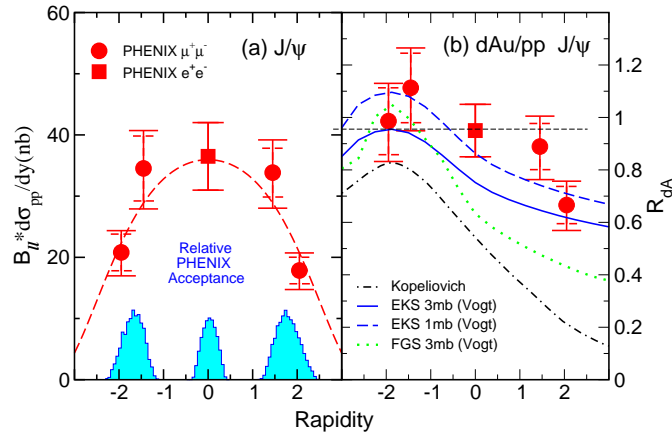 60
40
20
0
B_ll*dσ_pp/dy(nb)
PHENIX μ⁺μ⁻
PHENIX e⁺e⁻
(a) J/ψ
Relative
PHENIX
Acceptance
-2 -1 0 1 2
(b) dAu/pp J/ψ
Kopeliovich
EKS 3mb (Vogt)
EKS 1mb (Vogt)
FGS 3mb (Vogt)
-2 -1 0 1 2
1.2
1
0.8
0.6
0.4
0.2
0
R_dA
Rapidity